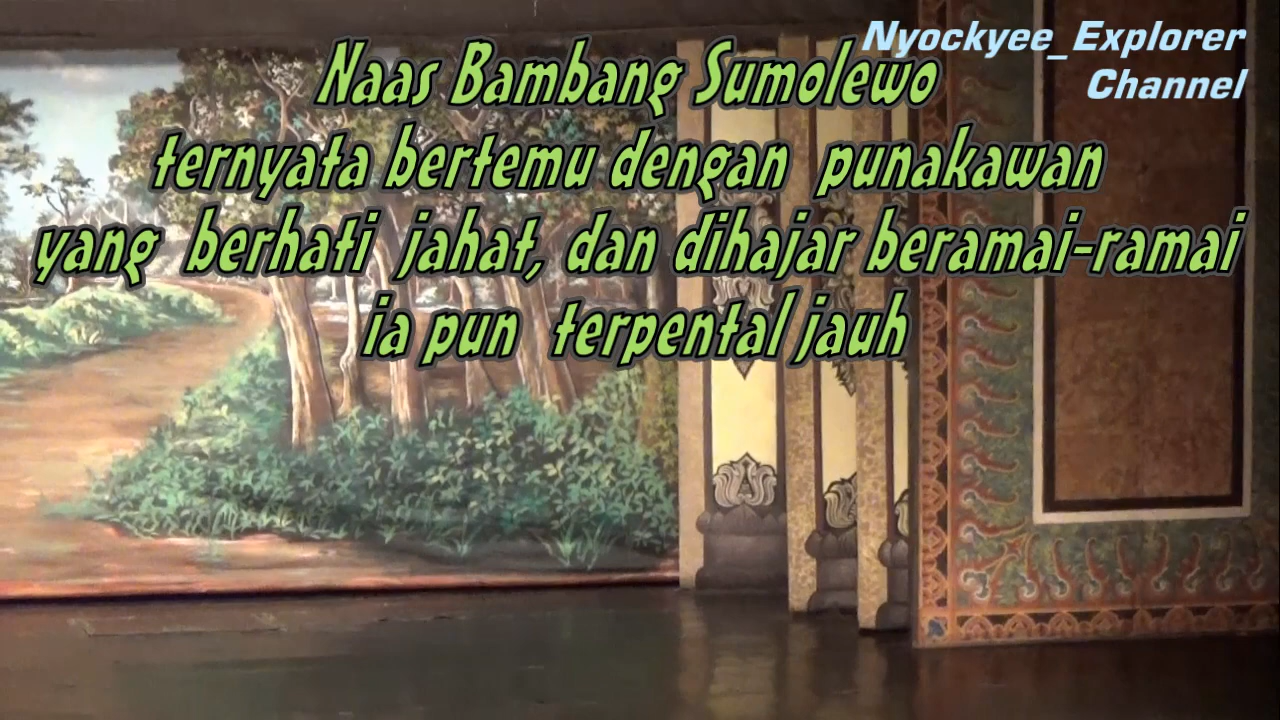 Nyockyee_Explorer
Channel
Naas Bambang Sumolewo
ternyata bertemu dengan punakawan
yang berhati jahat, dan dihajar beramai-ramai
ia pun terpental jauh